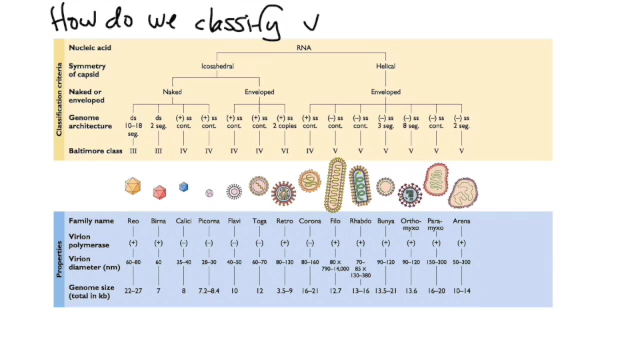 How do we classify v
Nucleic acid RNA
Symmetry of capsid Icosahedral Helical
Naked or enveloped Naked Enveloped Enveloped
Genome architecture ds 10–18 seg. ds 2 seg. (+) ss cont. (+) ss cont. (+) ss cont. (+) ss cont. (+) ss 2 copies (+) ss cont. (–) ss cont. (–) ss cont. (–) ss 3 seg. (–) ss 8 seg. (–) ss cont. (–) ss 2 seg.
Baltimore class III III IV IV IV IV VI IV V V V V V V
Classification criteria
Family name Reo Birna Calici Picorna Flavi Toga Retro Corona Filo Rhabdo Bunya Ortho-myxo Para-myxo Arena
Virion polymerase (+) (+) (–) (–) (–) (–) (+) (–) (+) (+) (+) (+) (+) (+)
Virion diameter (nm) 60–80 60 35–40 28–30 40–50 60–70 80–130 80–160 80 X 790–14,000 70–85 X 130–380 90–120 90–120 150–300 50–300
Genome size (total in kb) 22–27 7 8 7.2–8.4 10 12 3.5–9 16–21 12.7 13–16 13.5–21 13.6 16–20 10–14
Properties